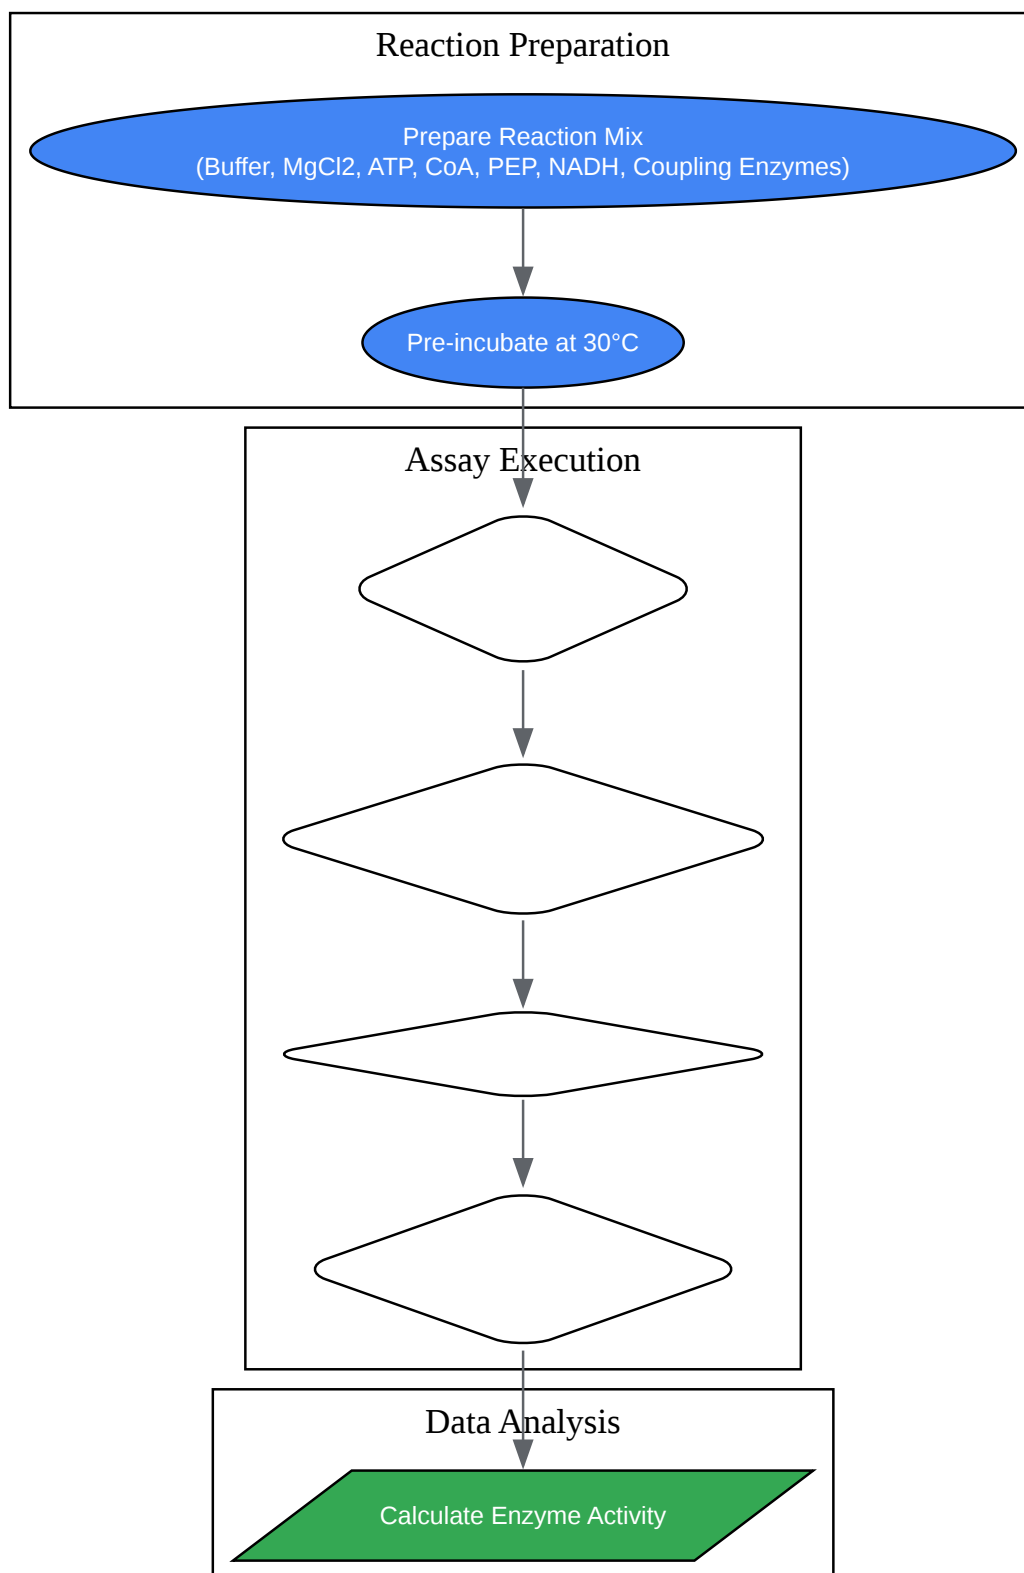 Reaction Preparation
Prepare Reaction Mix
(Buffer, MgCl2, ATP, CoA, PEP, NADH, Coupling Enzymes)
Pre-incubate at 30°C
Assay Execution
Data Analysis
Calculate Enzyme Activity